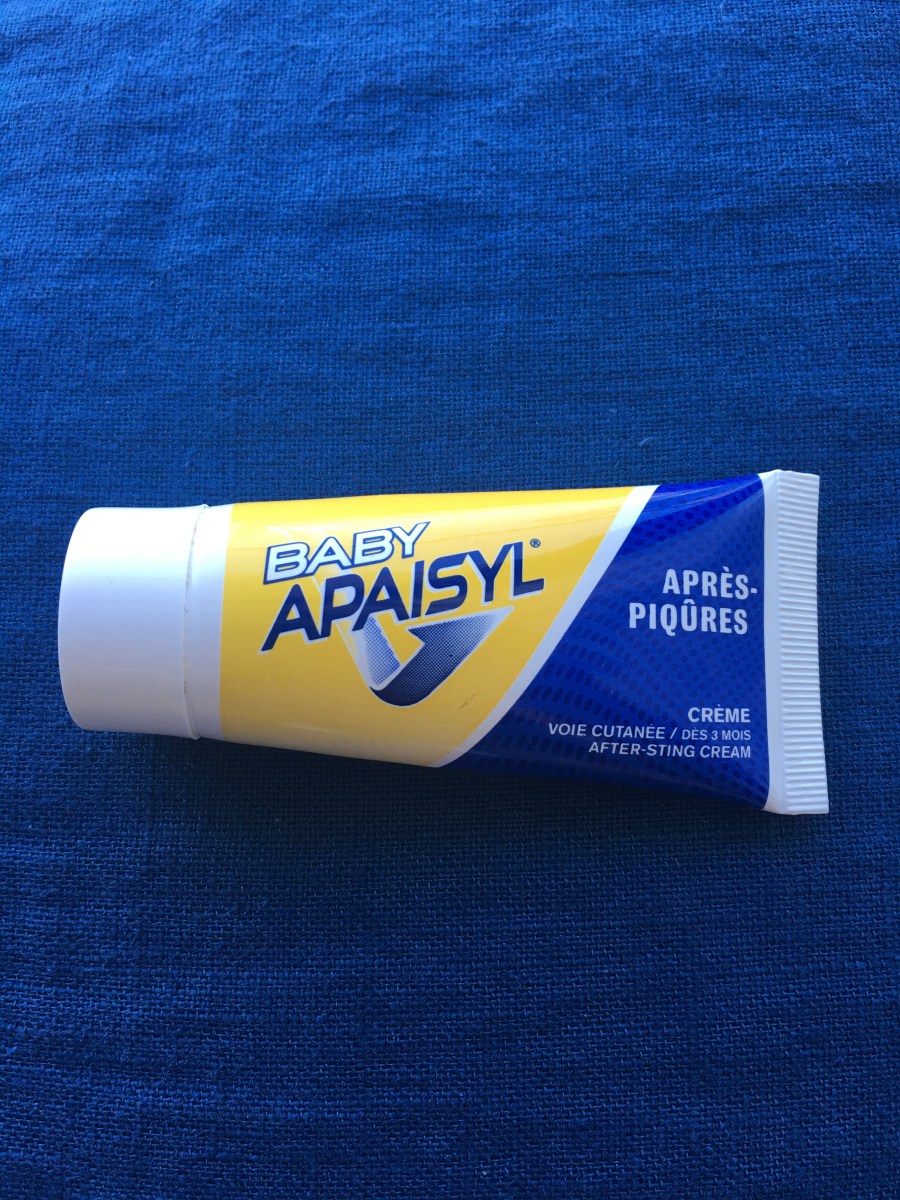 BABY
APAISYL®
APRÈS-
PIQÛRES
CRÈME
VOIE CUTANÉE / DÈS 3 MOIS
AFTER-STING CREAM